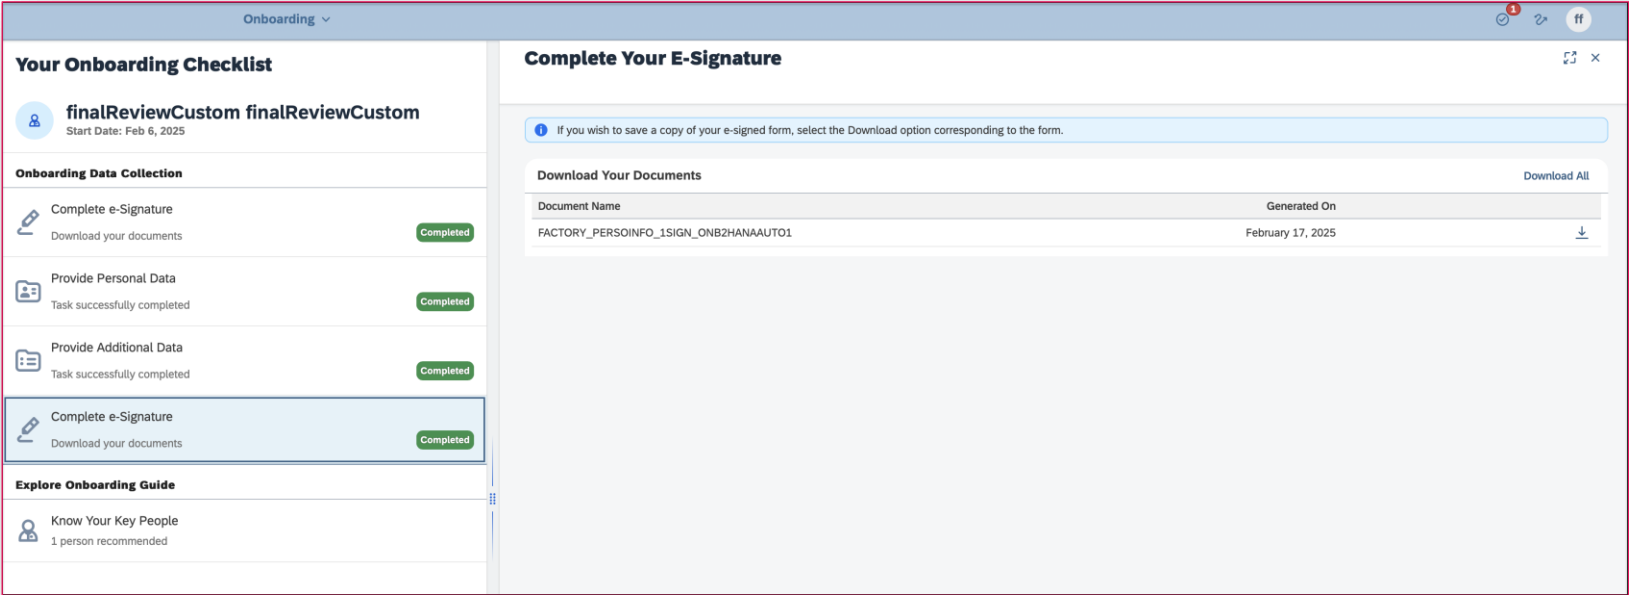 Onboarding
1
ff
Your Onboarding Checklist
finalReviewCustom finalReviewCustom
Start Date: Feb 6, 2025
Onboarding Data Collection
Complete e-Signature
Download your documents
Completed
Provide Personal Data
Task successfully completed
Completed
Provide Additional Data
Task successfully completed
Completed
Complete e-Signature
Download your documents
Completed
Explore Onboarding Guide
Know Your Key People
1 person recommended
Complete Your E-Signature
If you wish to save a copy of your e-signed form, select the Download option corresponding to the form.
Download Your Documents
Download All
Document Name
Generated On
FACTORY_PERSOINFO_1SIGN_ONB2HANAAUTO1
February 17, 2025